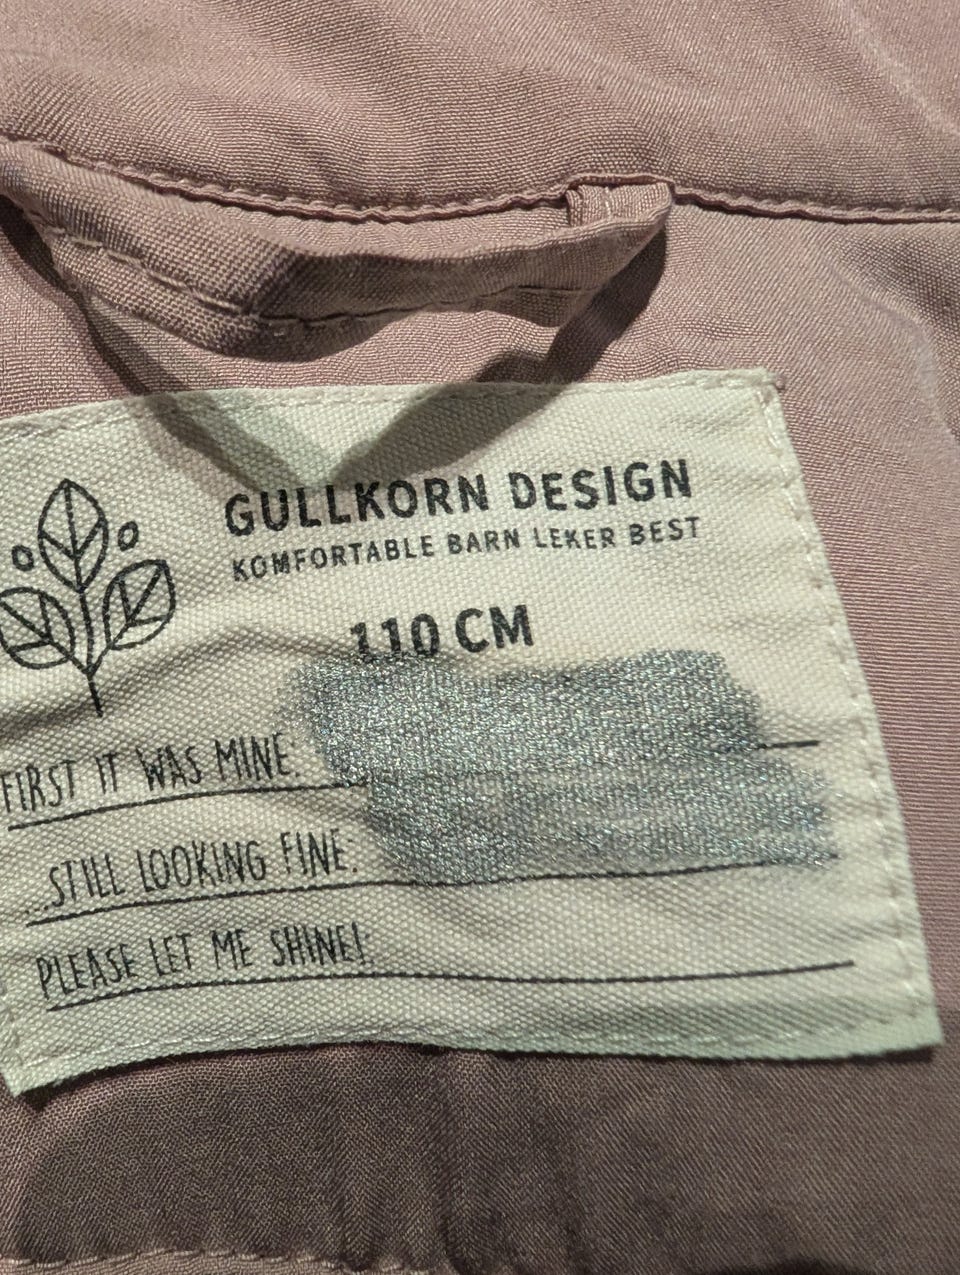 GULLKORN DESIGN
KOMFORTABLE BARN LEKER BEST
110 CM
FIRST IT WAS MINE:
...STILL LOOKING FINE:
PLEASE LET ME SHINE!: